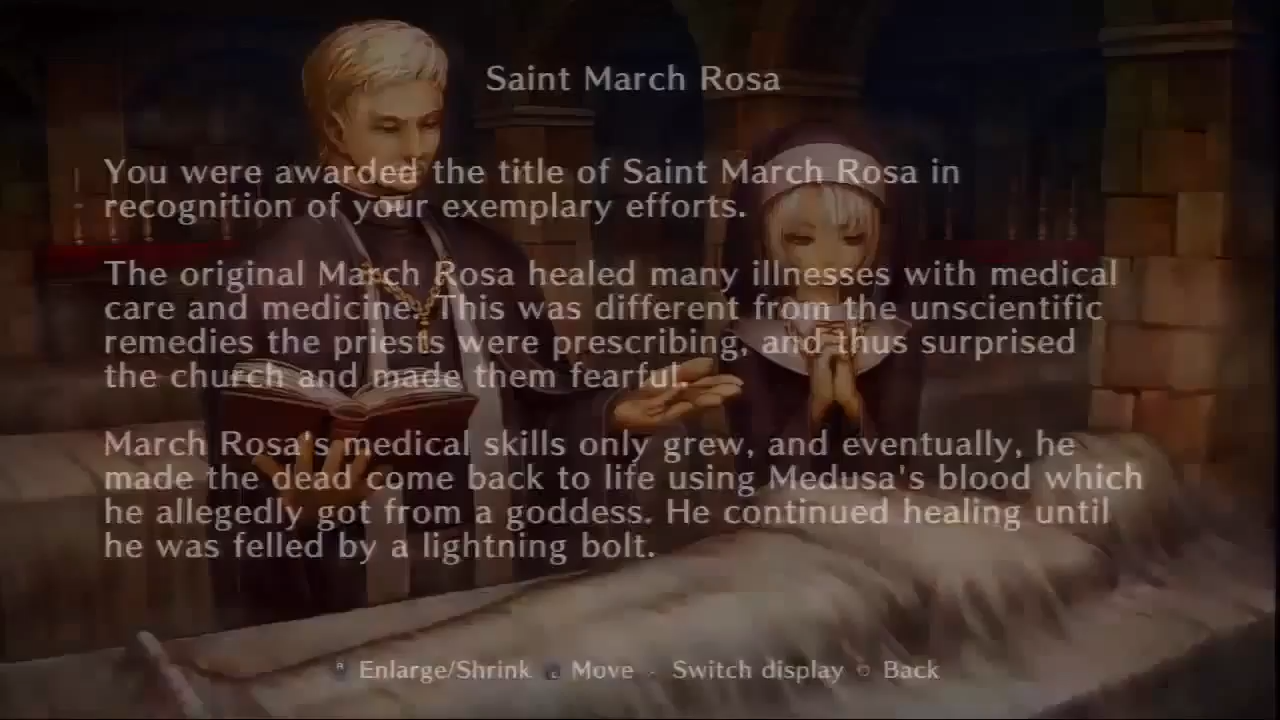 Saint March Rosa
You were awarded the title of Saint March Rosa in
recognition of your exemplary efforts.
The original March Rosa healed many illnesses with medical
care and medicine. This was different from the unscientific
remedies the priests were prescribing, and thus surprised
the church and made them fearful.
March Rosa's medical skills only grew, and eventually, he
made the dead come back to life using Medusa's blood which
he allegedly got from a goddess. He continued healing until
he was felled by a lightning bolt.
R Enlarge/Shrink L Move - Switch display Back